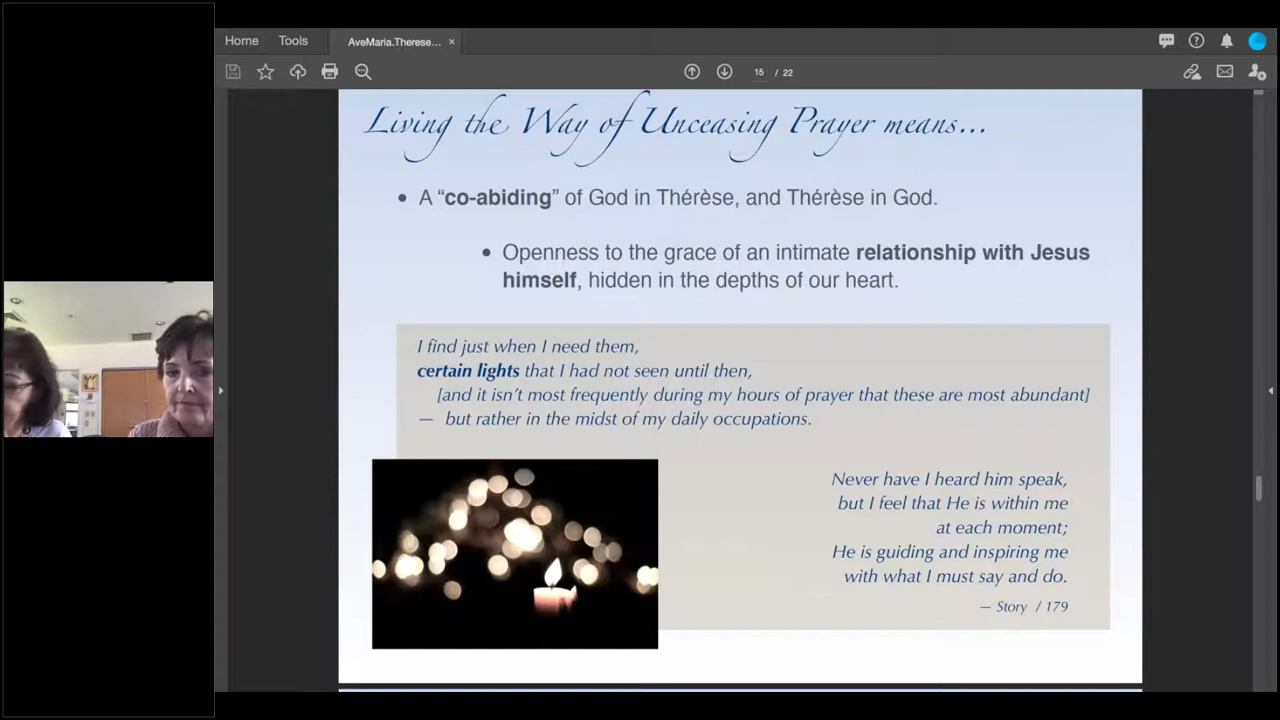 Home
Tools
AveMaria.Therese...
×
15 / 22
Living the Way of Unceasing Prayer means...
• A “co-abiding” of God in Thérèse, and Thérèse in God.
• Openness to the grace of an intimate relationship with Jesus
himself, hidden in the depths of our heart.
I find just when I need them,
certain lights that I had not seen until then,
[and it isn’t most frequently during my hours of prayer that these are most abundant]
— but rather in the midst of my daily occupations.
Never have I heard him speak,
but I feel that He is within me
at each moment;
He is guiding and inspiring me
with what I must say and do.
— Story / 179